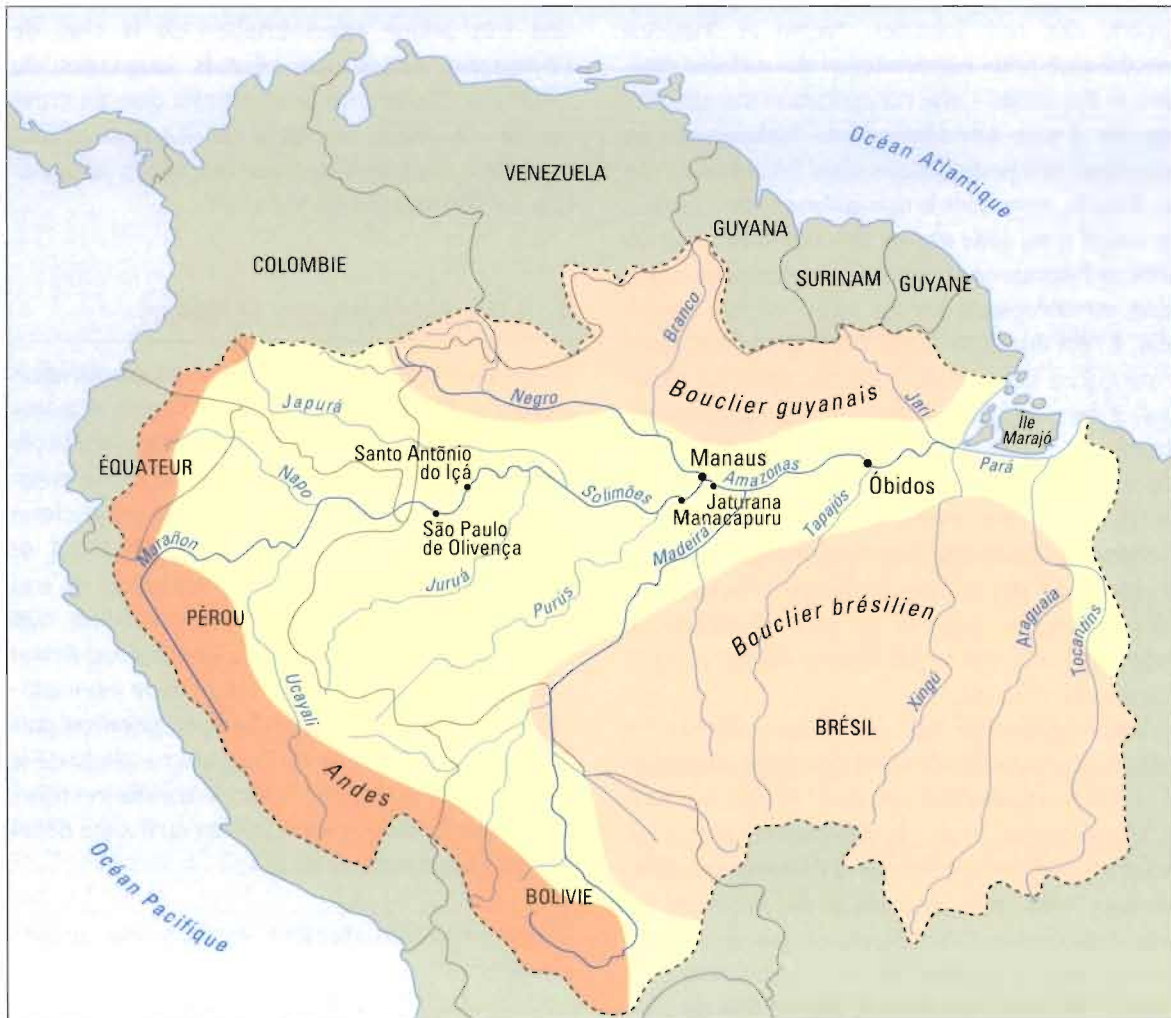 Océan Atlantique
VENEZUELA
GUYANA
COLOMBIE
SURINAM
GUYANE
Branco
Bouclier guyanais
Jari
Negro
Japurá
Île
Marajó
Santo Antõnio
do Içá
ÉQUATEUR
Napo
Manaus
Amazonas
Pará
Óbidos
Solimões
Jaturana
Manacapuru
Tapajós
São Paulo
de Olivença
Madeira
Marañon
Juruá
Purús
PÉROU
Bouclier brésilien
Araguaia
Tocantins
Xingú
Ucayali
BRÉSIL
Andes
Océan Pacifique
BOLIVIE